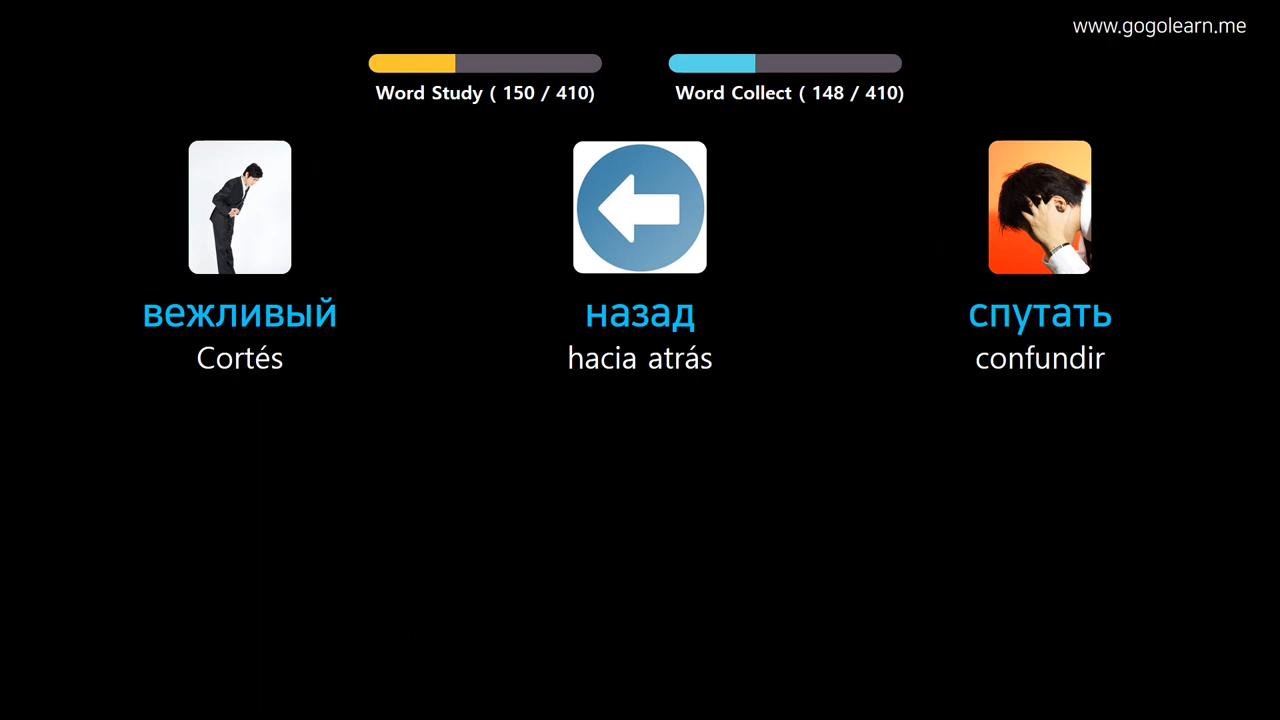 www.gogolearn.me
Word Study ( 150 / 410)
Word Collect ( 148 / 410)
вежливый
назад
спутать
Cortés
hacia atrás
confundir